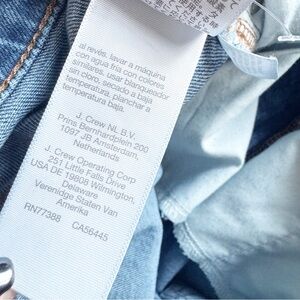 al revés. lavar a máquina
con agua fría con colores
similares. usar blanqueador
sin cloro. secado a baja
temperatura. planchar a
temperatura baja.
J. Crew NL B.V.
Prins Bernhardplein 200
1097 JB Amsterdam,
Netherlands
J. Crew Operating Corp
251 Little Falls Drive
USA DE 19808 Wilmington,
Delaware
Verenidge Staten Van
Amerika
RN77388 CA56445